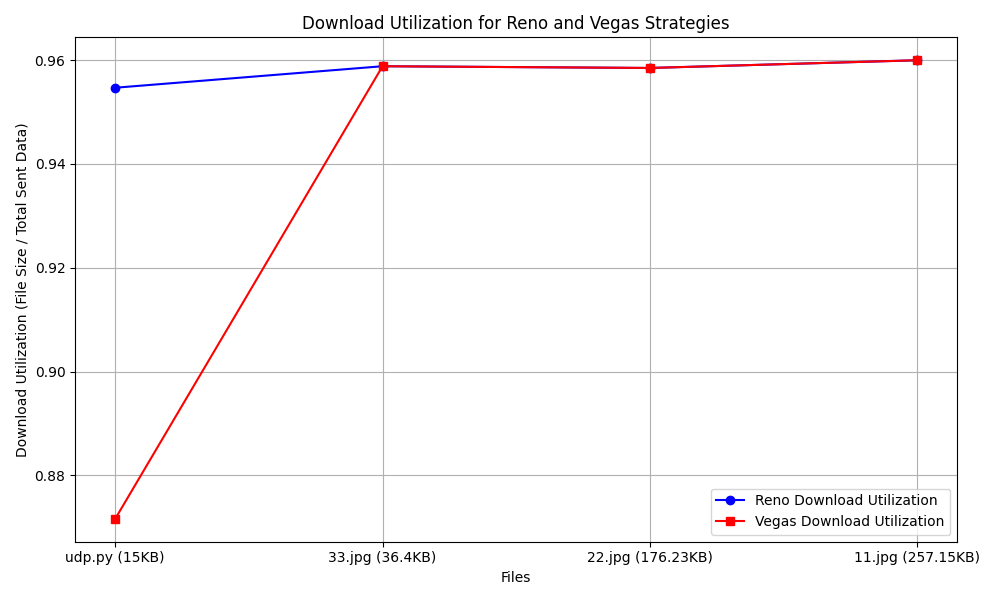 Download Utilization for Reno and Vegas Strategies
Download Utilization (File Size / Total Sent Data)
0.96
0.94
0.92
0.90
0.88
Reno Download Utilization
Vegas Download Utilization
udp.py (15KB)
33.jpg (36.4KB)
22.jpg (176.23KB)
11.jpg (257.15KB)
Files